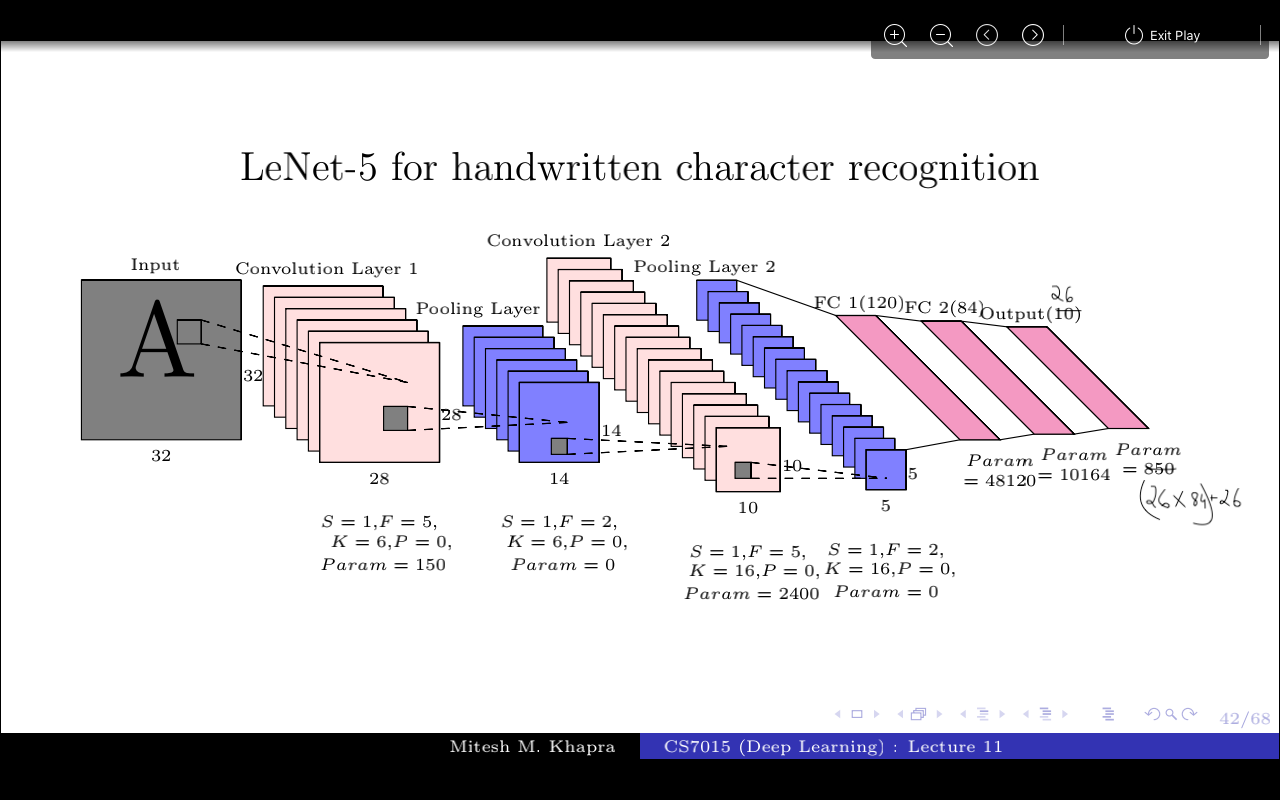 Exit Play
LeNet-5 for handwritten character recognition
Input
Convolution Layer 1
Pooling Layer
Convolution Layer 2
Pooling Layer 2
FC 1(120)
FC 2(84)
26
Output(10)
A
32
32
28
28
14
14
10
10
5
5
S = 1,F = 5,
K = 6,P = 0,
Param = 150
S = 1,F = 2,
K = 6,P = 0,
Param = 0
S = 1,F = 5,
K = 16,P = 0,
Param = 2400
S = 1,F = 2,
K = 16,P = 0,
Param = 0
Param
= 48120
Param
= 10164
Param
= 850
(26 X 84)+26
42/68
Mitesh M. Khapra
CS7015 (Deep Learning) : Lecture 11